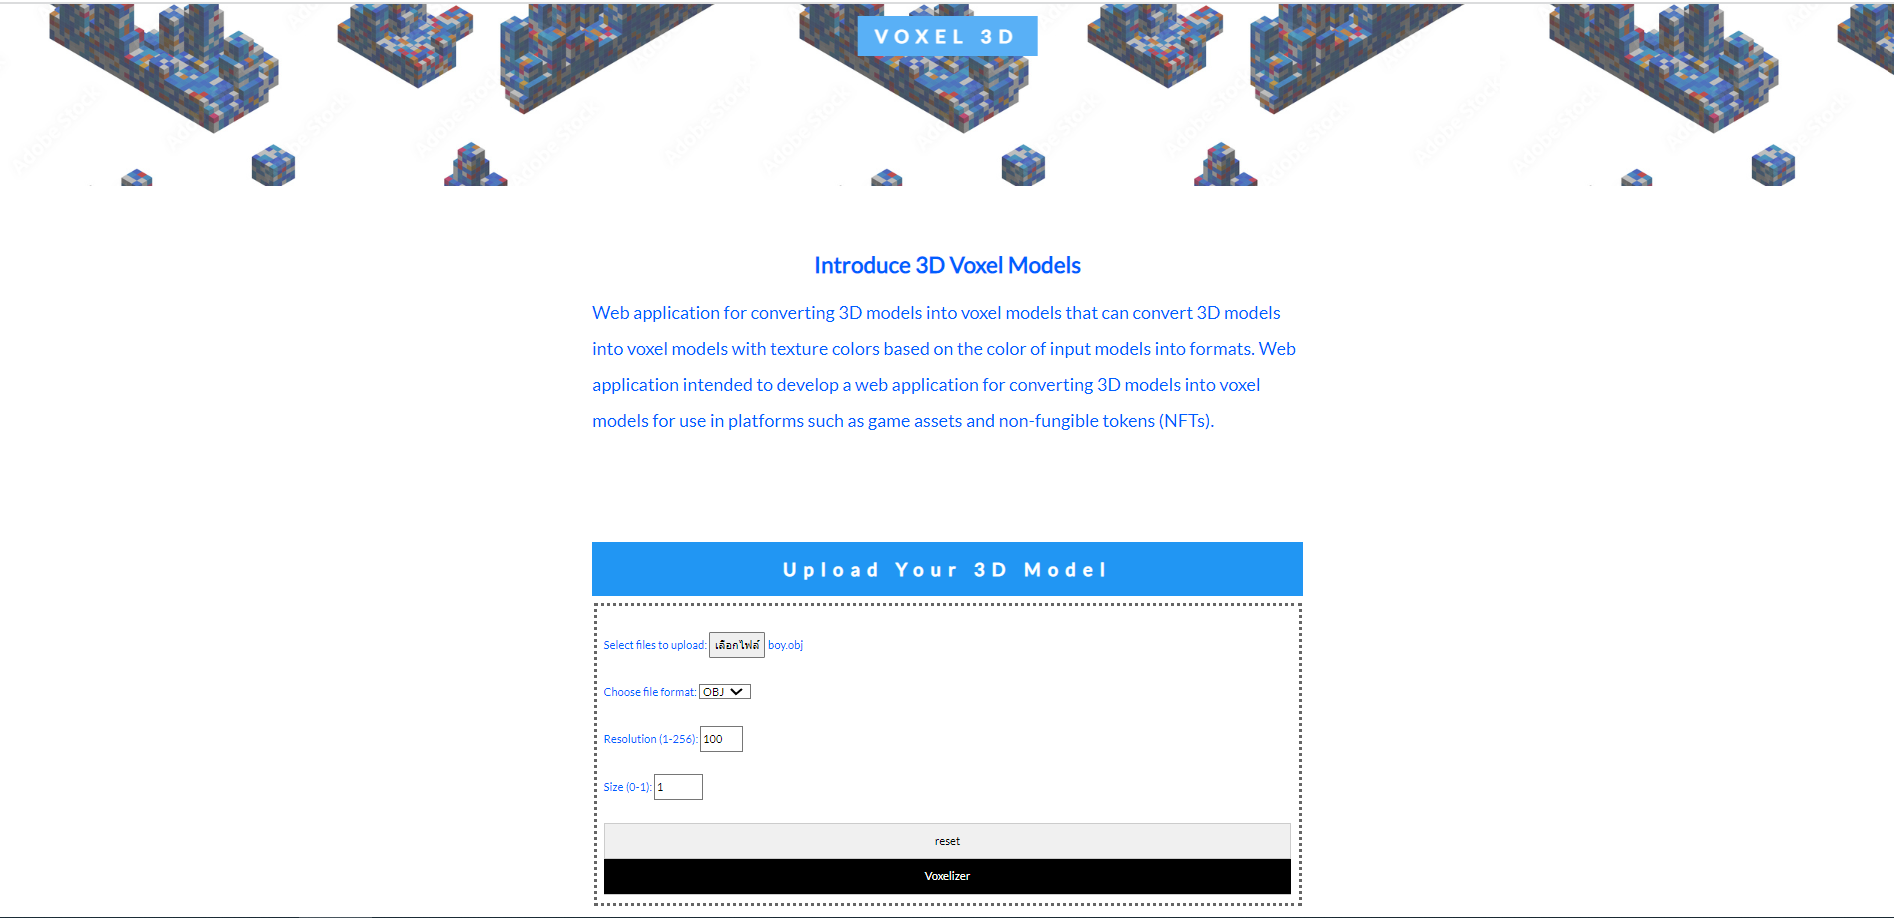 VOXEL 3D
Adobe Stock
Introduce 3D Voxel Models
Web application for converting 3D models into voxel models that can convert 3D models
into voxel models with texture colors based on the color of input models into formats. Web
application intended to develop a web application for converting 3D models into voxel
models for use in platforms such as game assets and non-fungible tokens (NFTs).
Upload Your 3D Model
Select files to upload: เลือกไฟล์ boy.obj
Choose file format: OBJ
Resolution (1-256): 100
Size (0-1): 1
reset
Voxelizer